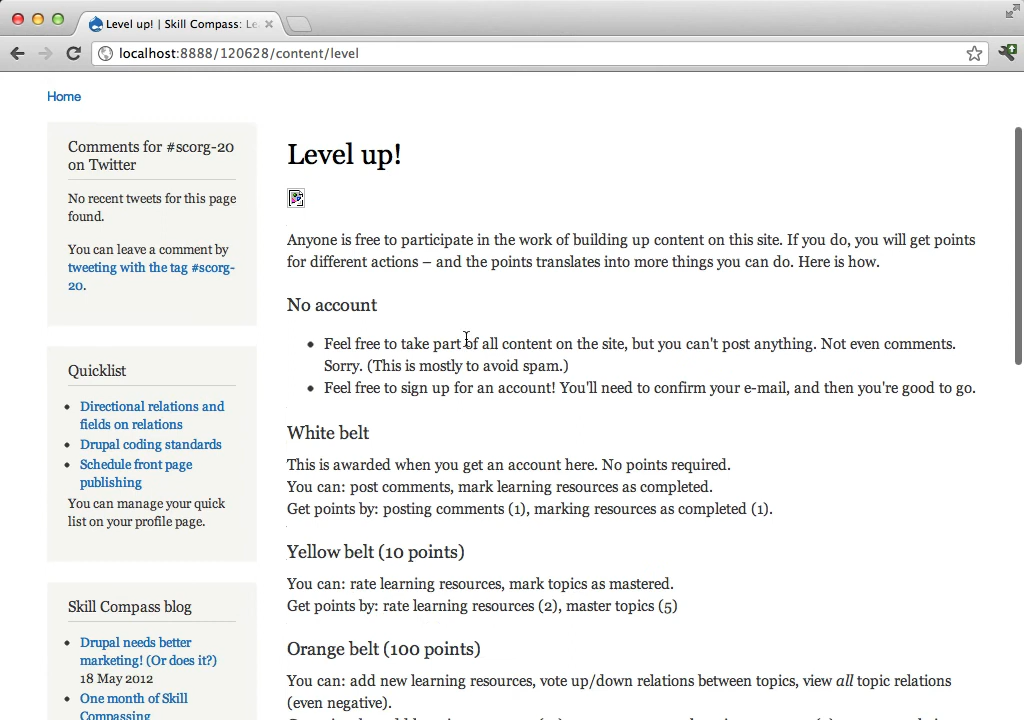 Level up! | Skill Compass: Le
localhost:8888/120628/content/level
Home
Comments for #scorg-20
on Twitter
No recent tweets for this page
found.
You can leave a comment by
tweeting with the tag #scorg-
20.
Quicklist
Directional relations and
fields on relations
Drupal coding standards
Schedule front page
publishing
You can manage your quick
list on your profile page.
Skill Compass blog
Drupal needs better
marketing! (Or does it?)
18 May 2012
One month of Skill
Compassing
Level up!
Anyone is free to participate in the work of building up content on this site. If you do, you will get points
for different actions – and the points translates into more things you can do. Here is how.
No account
Feel free to take part of all content on the site, but you can't post anything. Not even comments.
Sorry. (This is mostly to avoid spam.)
Feel free to sign up for an account! You'll need to confirm your e-mail, and then you're good to go.
White belt
This is awarded when you get an account here. No points required.
You can: post comments, mark learning resources as completed.
Get points by: posting comments (1), marking resources as completed (1).
Yellow belt (10 points)
You can: rate learning resources, mark topics as mastered.
Get points by: rate learning resources (2), master topics (5)
Orange belt (100 points)
You can: add new learning resources, vote up/down relations between topics, view all topic relations
(even negative).